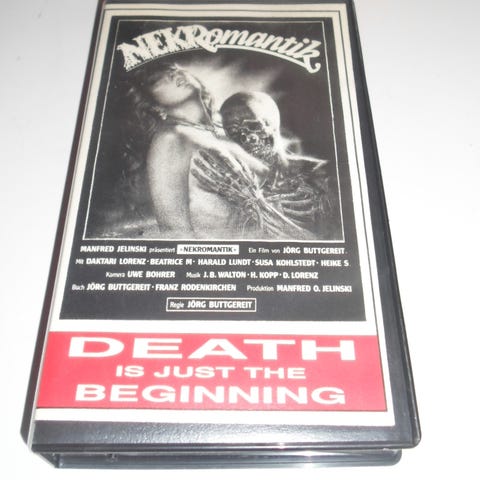 NEKRomantik
MANFRED JELINSKI präsentiert ·NEKROMANTIK· Ein Film von JÖRG BUTTGEREIT
Mit DAKTARI LORENZ · BEATRICE M · HARALD LUNDT · SUSA KOHLSTEDT · HEIKE S
Kamera UWE BOHRER Musik J. B. WALTON · H. KOPP · D. LORENZ
Buch JÖRG BUTTGEREIT · FRANZ RODENKIRCHEN Produktion MANFRED O. JELINSKI
Regie JÖRG BUTTGEREIT
DEATH
IS JUST THE
BEGINNING